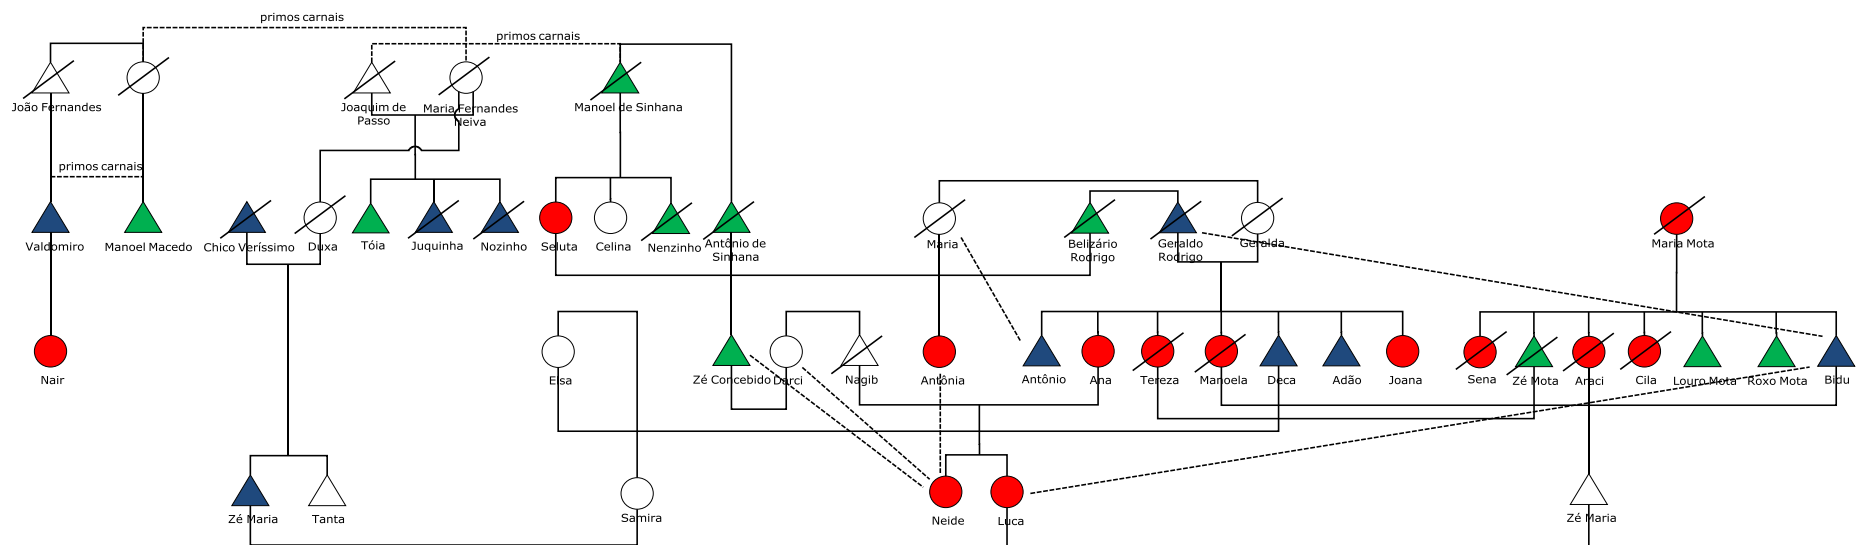 primos carnais
primos carnais
João Fernandes
Joaquim de
Passo
Maria Fernandes
Neiva
Manoel de Sinhana
primos carnais
Valdomiro
Manoel Macedo
Chico Veríssimo
Duxa
Tóia
Juquinha
Nozinho
Seluta
Celina
Nenzinho
Antônio de
Sinhana
Maria
Belizário
Rodrigo
Geraldo
Rodrigo
Geralda
Maria Mota
Nair
Elsa
Zé Concebido
Darci
Nagib
Antônia
Antônio
Ana
Tereza
Manoela
Deca
Adão
Joana
Sena
Zé Mota
Araci
Cila
Louro Mota
Roxo Mota
Bidu
Zé Maria
Tanta
Samira
Neide
Luca
Zé Maria